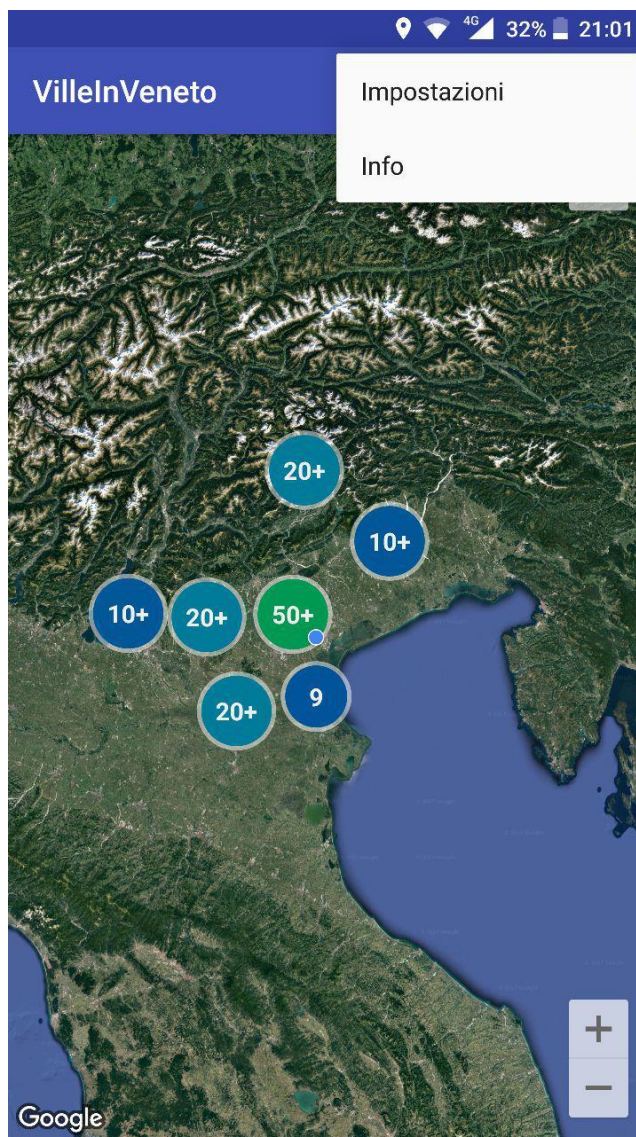 4G 32% 21:01
VilleInVeneto
Impostazioni
Info
20+
10+
10+
20+
50+
20+
9
+
−
Google